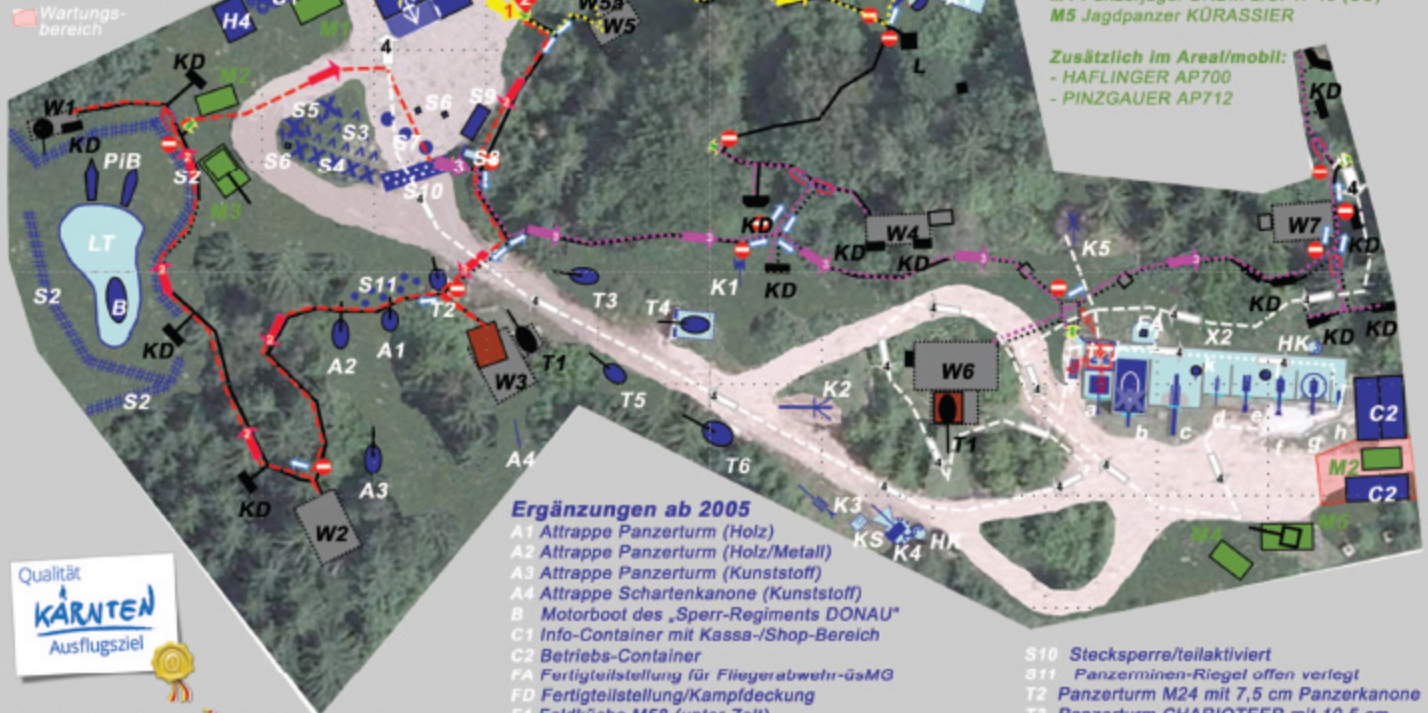 Wartungs-
bereich
H4
M1
4
1
2
W5a
W5
M5 Jagdpanzer KÜRASSIER
Zusätzlich im Areal/mobil:
- HAFLINGER AP700
- PINZGAUER AP712
KD
M2
L
W1
KD
S5
S3
S6
S9
S7
S6
S4
S8
S10
PiB
S2
M3
LT
B
S2
S2
KD
S11
T2
A2
A1
W3
T1
T3
T4
T5
T6
A4
A3
KD
W2
KD
W4
KD
KD
K1
KD
K5
W7
KD
KD
KD
KD
KD
FA
X2
HK
K2
W6
T1
a
b
c
d
e
f
g
h
k
C2
M2
C2
K3
KS
K4
HK
M4
M5
Ergänzungen ab 2005
A1 Attrappe Panzerturm (Holz)
A2 Attrappe Panzerturm (Holz/Metall)
A3 Attrappe Panzerturm (Kunststoff)
A4 Attrappe Schartenkanone (Kunststoff)
B Motorboot des „Sperr-Regiments DONAU"
C1 Info-Container mit Kassa-/Shop-Bereich
C2 Betriebs-Container
FA Fertigteilstellung für Fliegerabwehr-üsMG
FD Fertigteilstellung/Kampfdeckung
S10 Stecksperre/teilaktiviert
S11 Panzerminen-Riegel offen verlegt
T2 Panzerturm M24 mit 7,5 cm Panzerkanone
Qualität
KÄRNTEN
Ausflugsziel